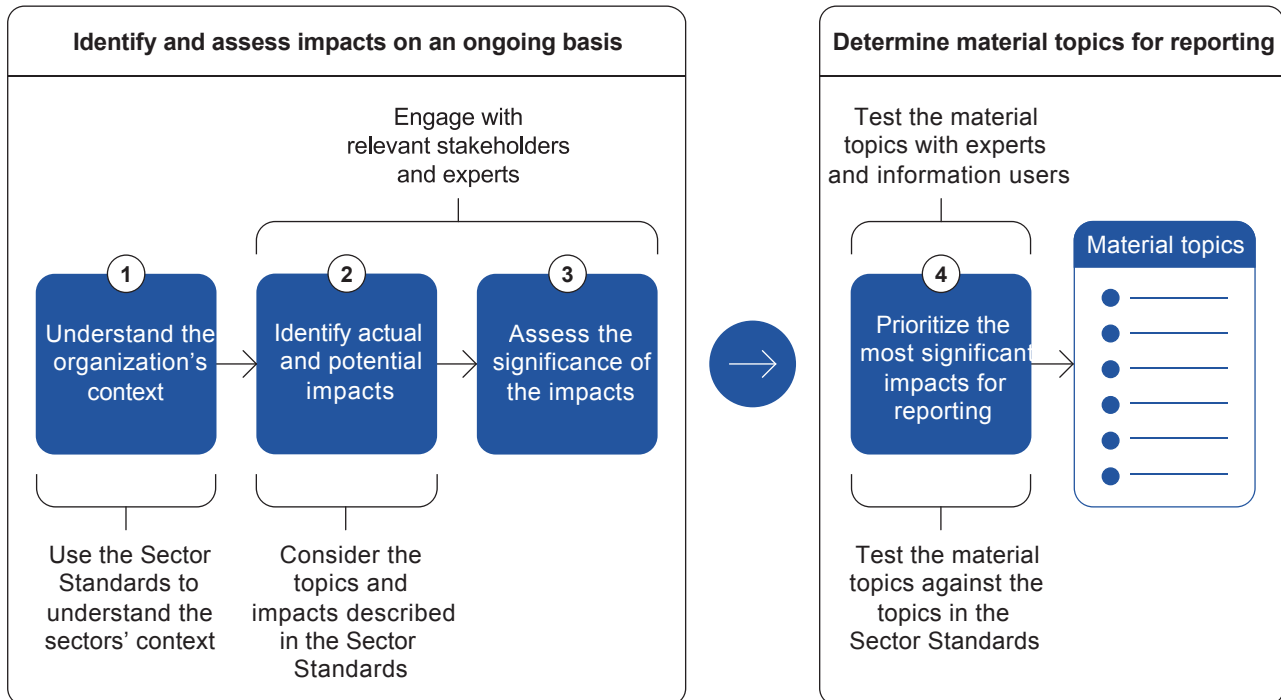 Identify and assess impacts on an ongoing basis
Engage with
relevant stakeholders
and experts
1
Understand the
organization’s
context
2
Identify actual
and potential
impacts
3
Assess the
significance of
the impacts
Use the Sector
Standards to
understand the
sectors’ context
Consider the
topics and
impacts described
in the Sector
Standards
Determine material topics for reporting
Test the material
topics with experts
and information users
4
Prioritize the
most significant
impacts for
reporting
Material topics
Test the material
topics against the
topics in the
Sector Standards